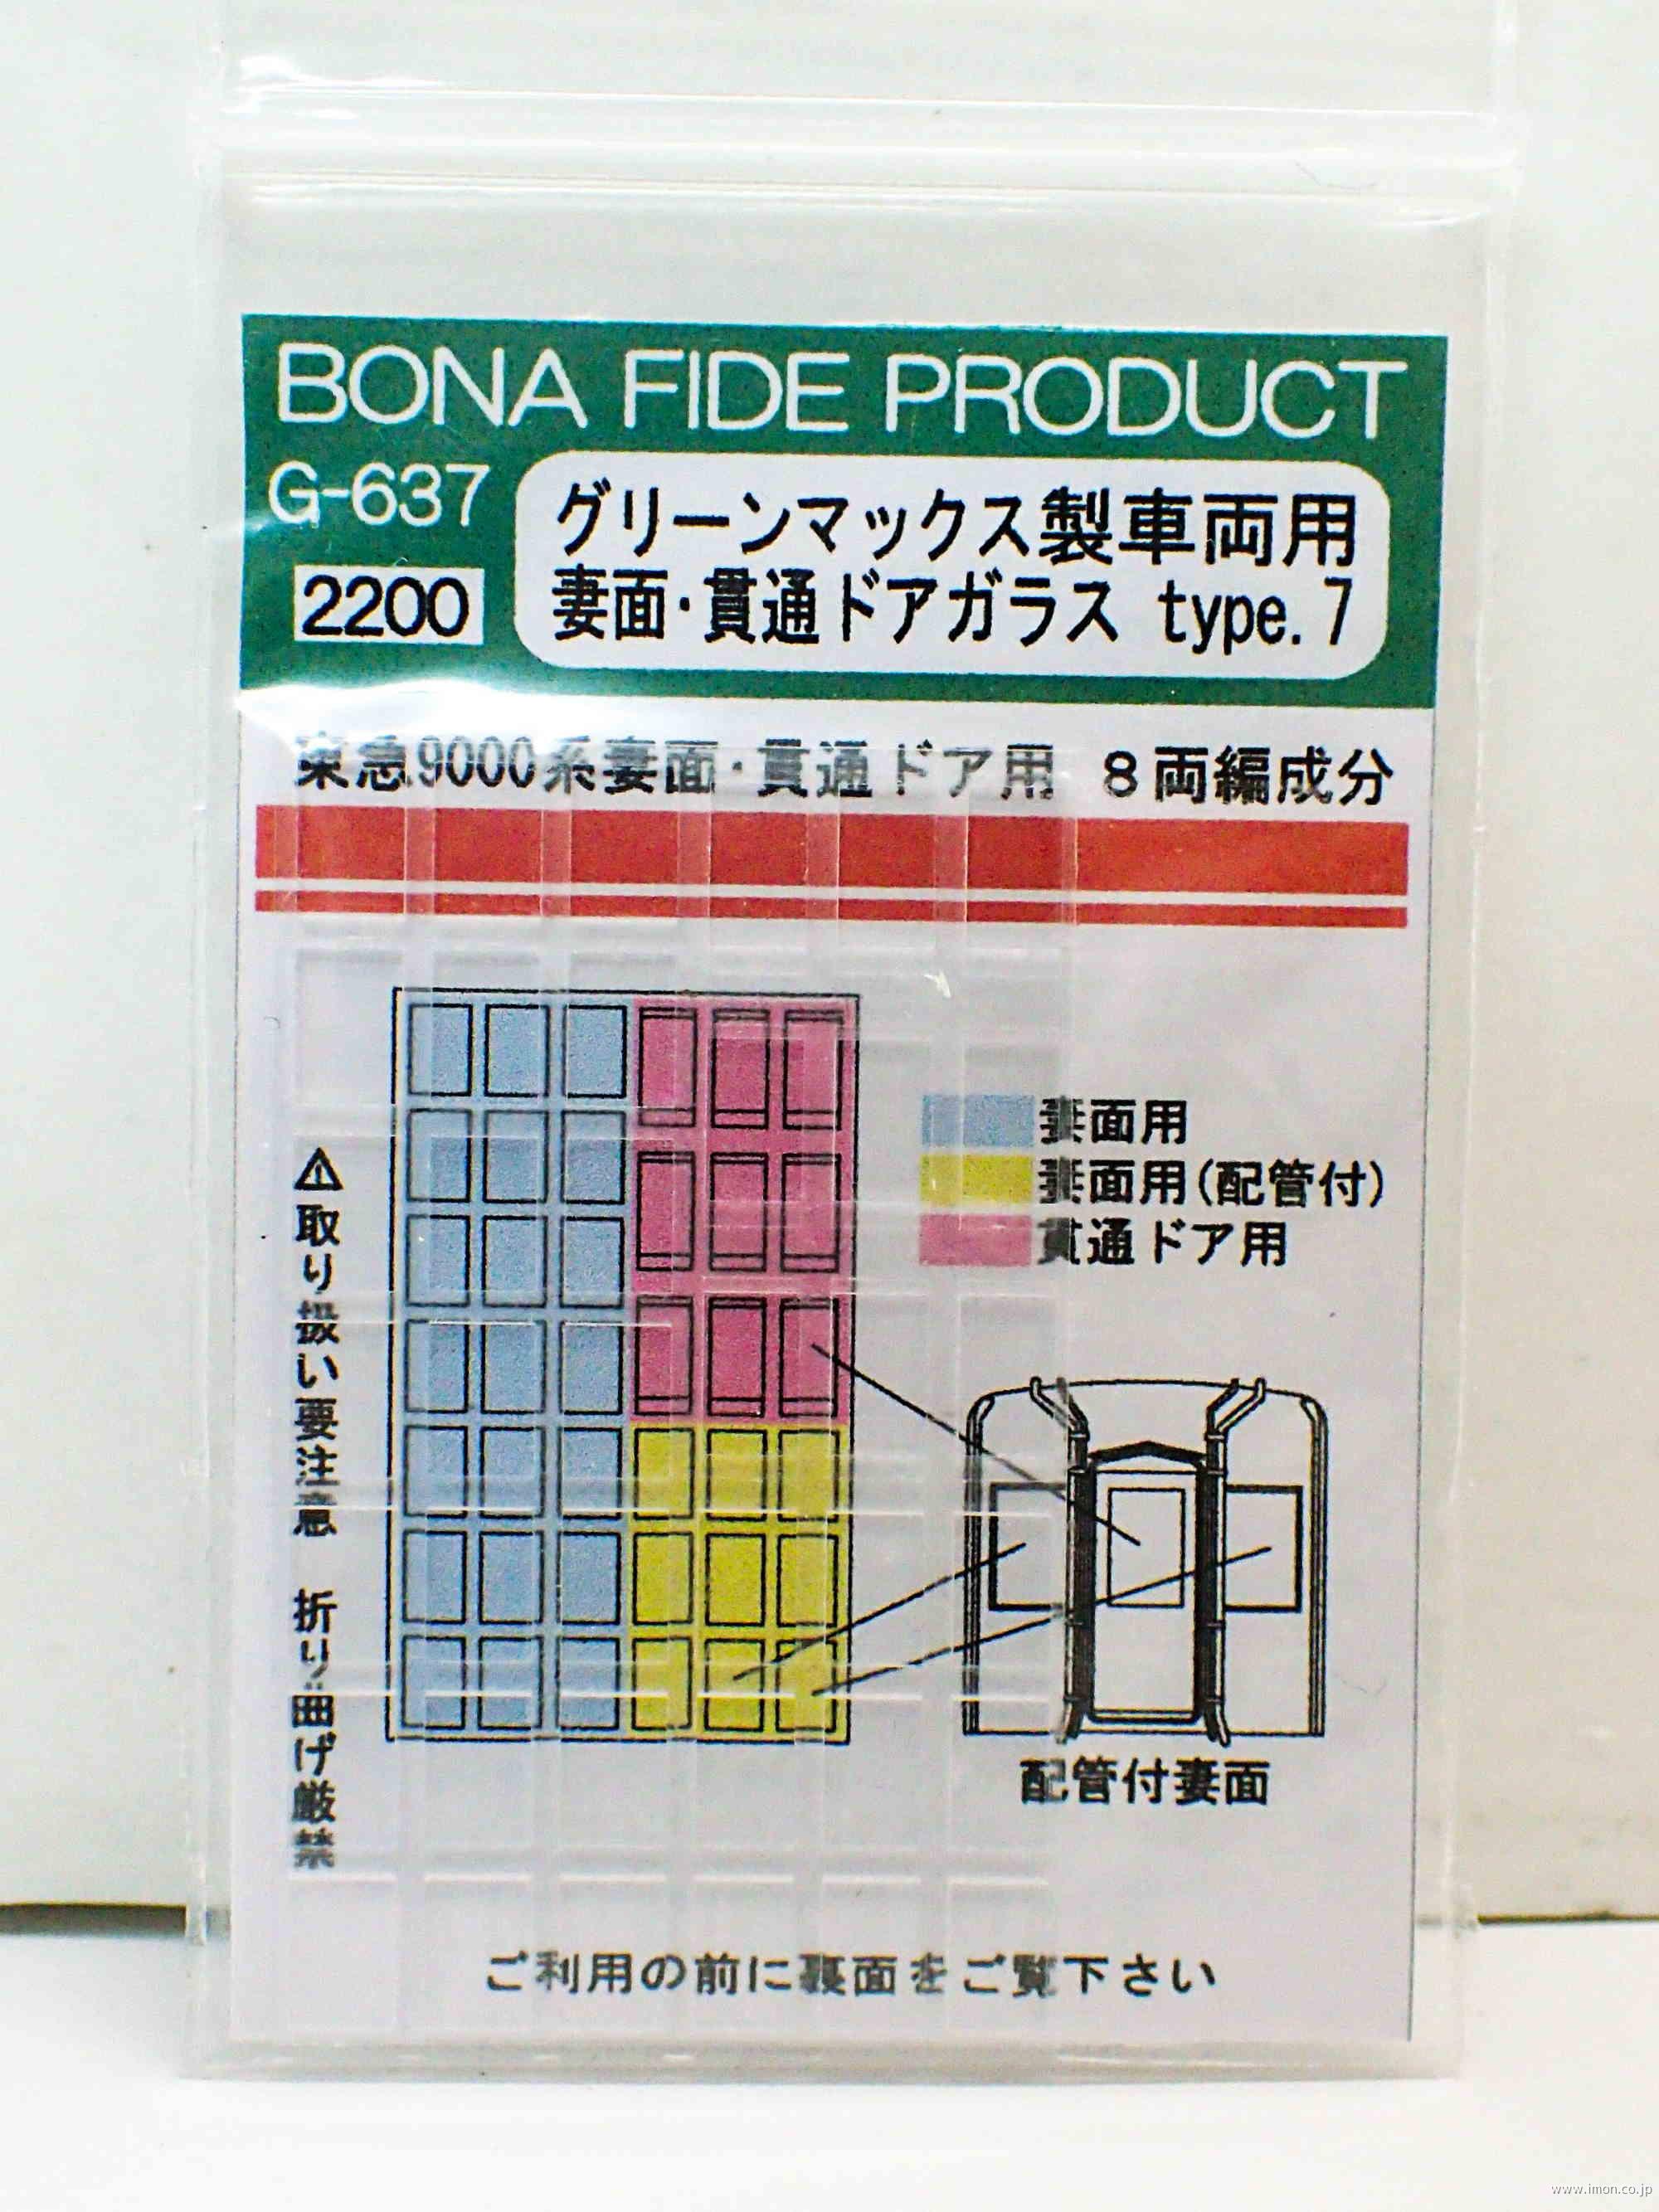 BONA FIDE PRODUCT
G-637
2200
グリーンマックス製車両用
妻面・貫通ドアガラス type.7
東急9000系妻面・貫通ドア用 8両編成分
妻面用
妻面用(配管付)
貫通ドア用
⚠取り扱い要注意 折り曲げ厳禁
配管付妻面
ご利用の前に裏面をご覧下さい
www.imon.co.jp